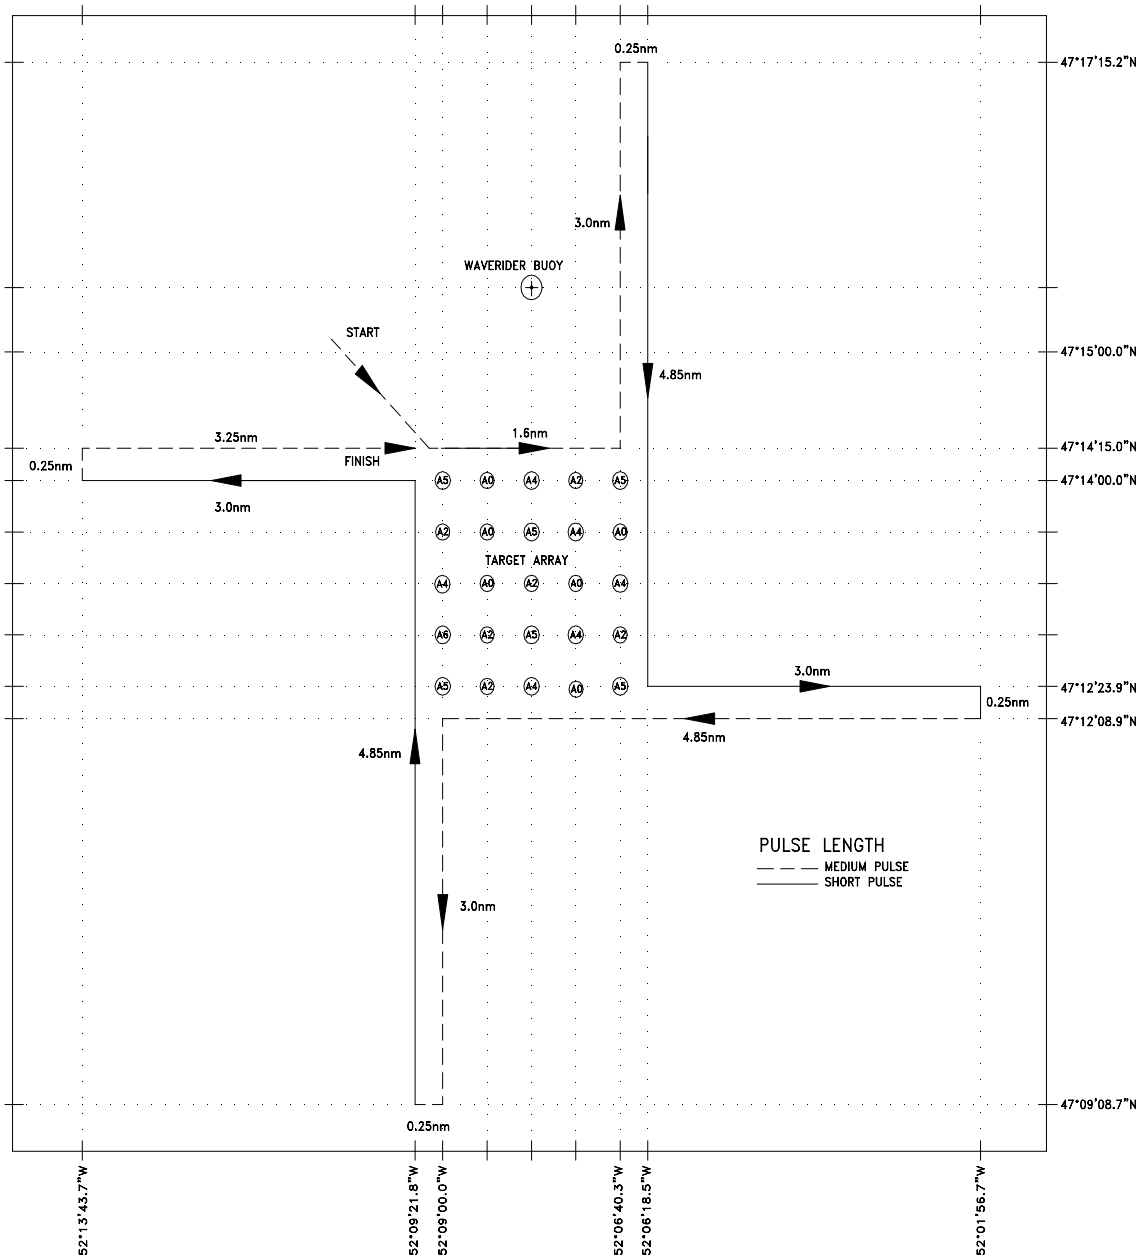 0.25nm
47°17'15.2"N
3.0nm
WAVERIDER BUOY
START
47°15'00.0"N
4.85nm
3.25nm
1.6nm
47°14'15.0"N
FINISH
0.25nm
A5 A0 A4 A2 A5
47°14'00.0"N
3.0nm
A2 A0 A5 A4 A0
TARGET ARRAY
A4 A0 A2 A0 A4
A6 A2 A5 A4 A2
3.0nm
A5 A2 A4 A0 A5
47°12'23.9"N
0.25nm
47°12'08.9"N
4.85nm
4.85nm
PULSE LENGTH
MEDIUM PULSE
SHORT PULSE
3.0nm
47°09'08.7"N
0.25nm
52°13'43.7"W
52°09'21.8"W
52°09'00.0"W
52°06'40.3"W
52°06'18.5"W
52°01'56.7"W